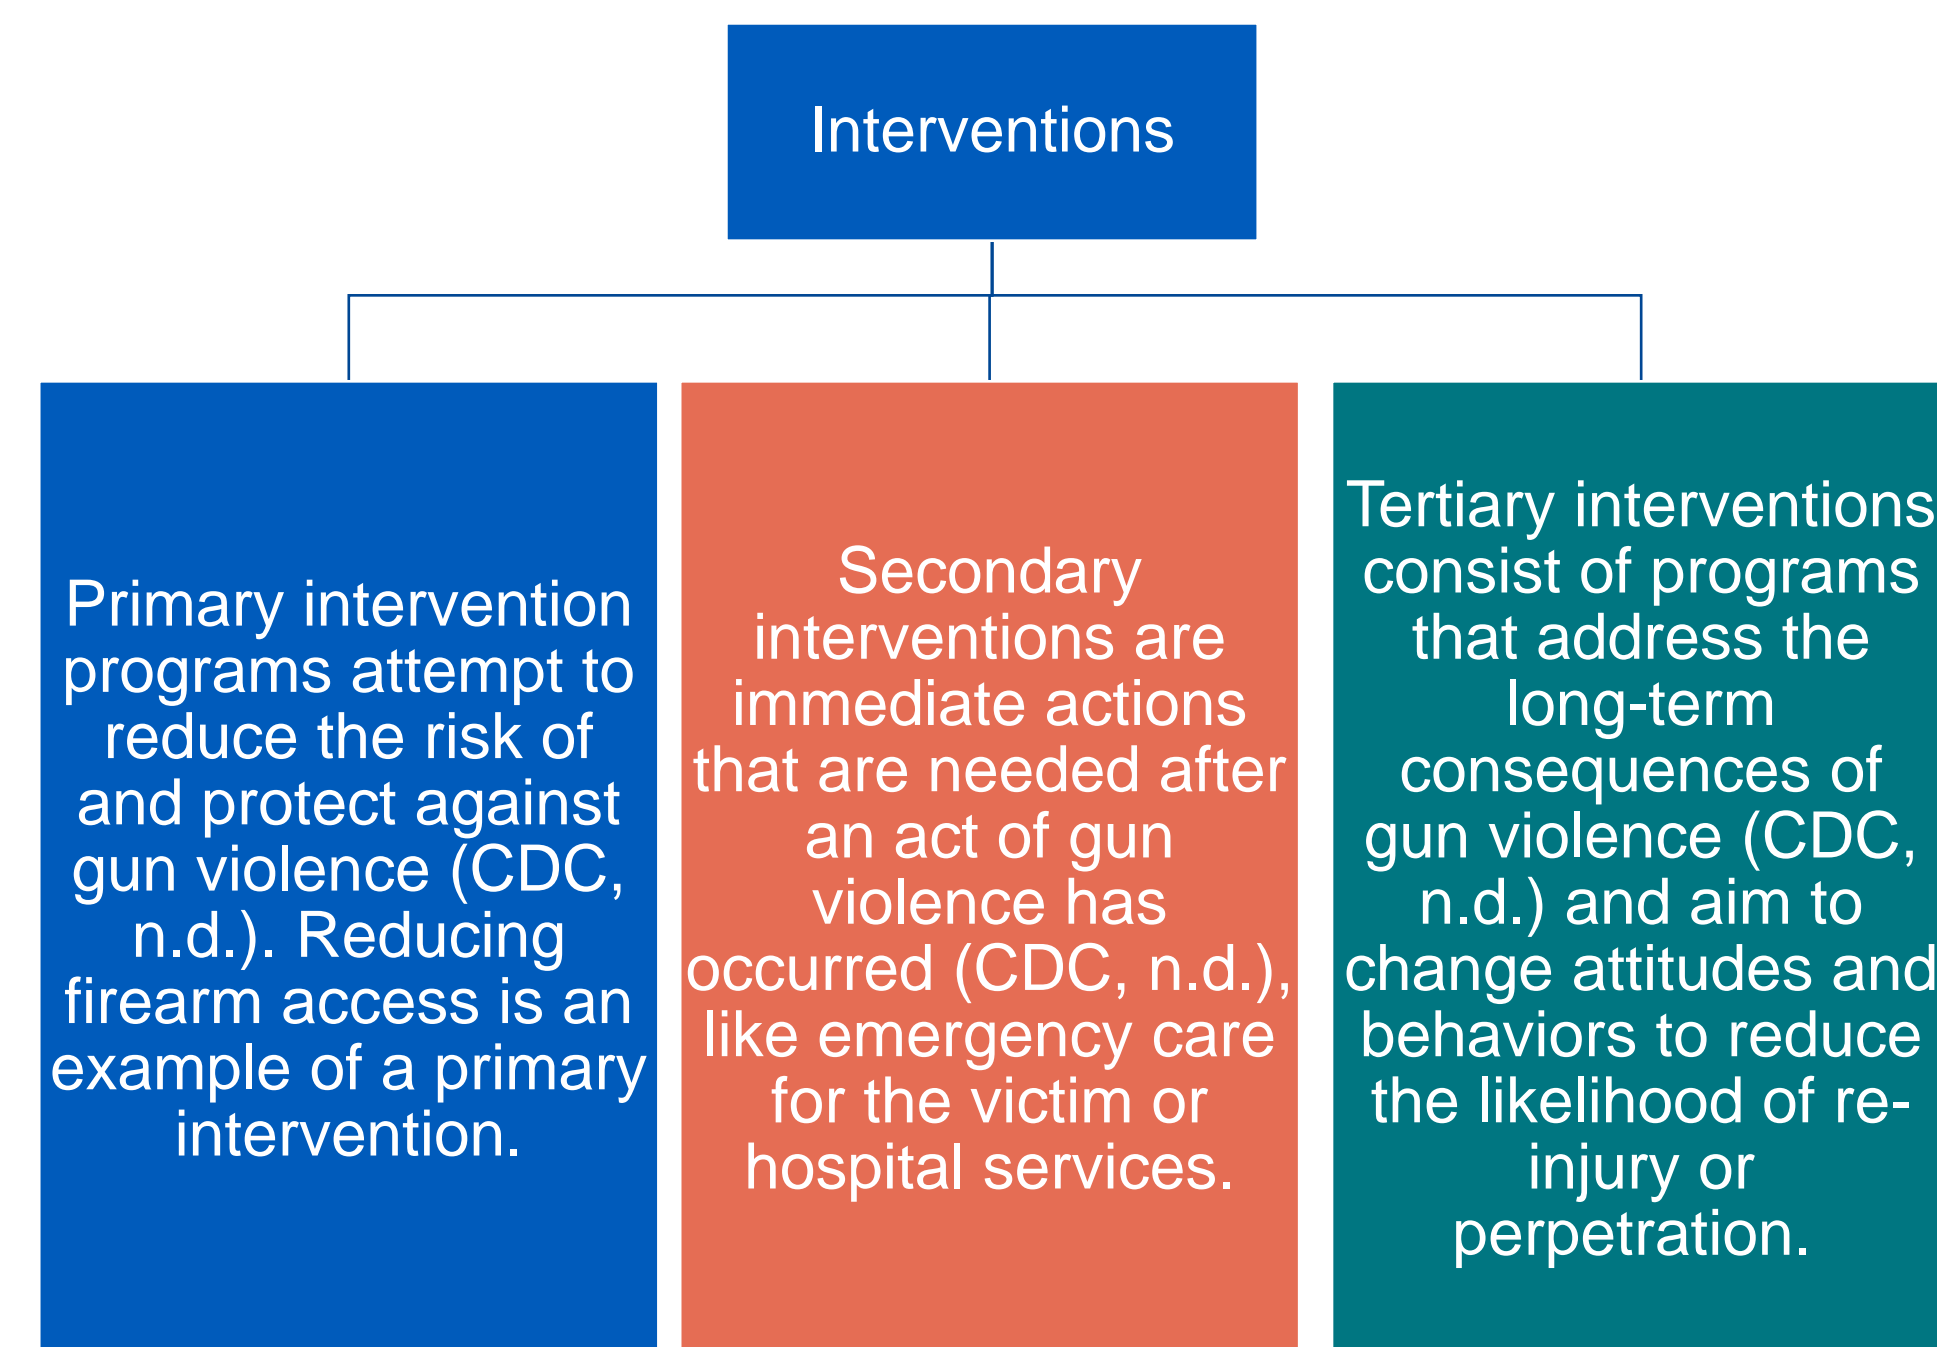 Interventions
Primary intervention
programs attempt to
reduce the risk of
and protect against
gun violence (CDC,
n.d.). Reducing
firearm access is an
example of a primary
intervention.
Secondary
interventions are
immediate actions
that are needed after
an act of gun
violence has
occurred (CDC, n.d.),
like emergency care
for the victim or
hospital services.
Tertiary interventions
consist of programs
that address the
long-term
consequences of
gun violence (CDC,
n.d.) and aim to
change attitudes and
behaviors to reduce
the likelihood of re-
injury or
perpetration.